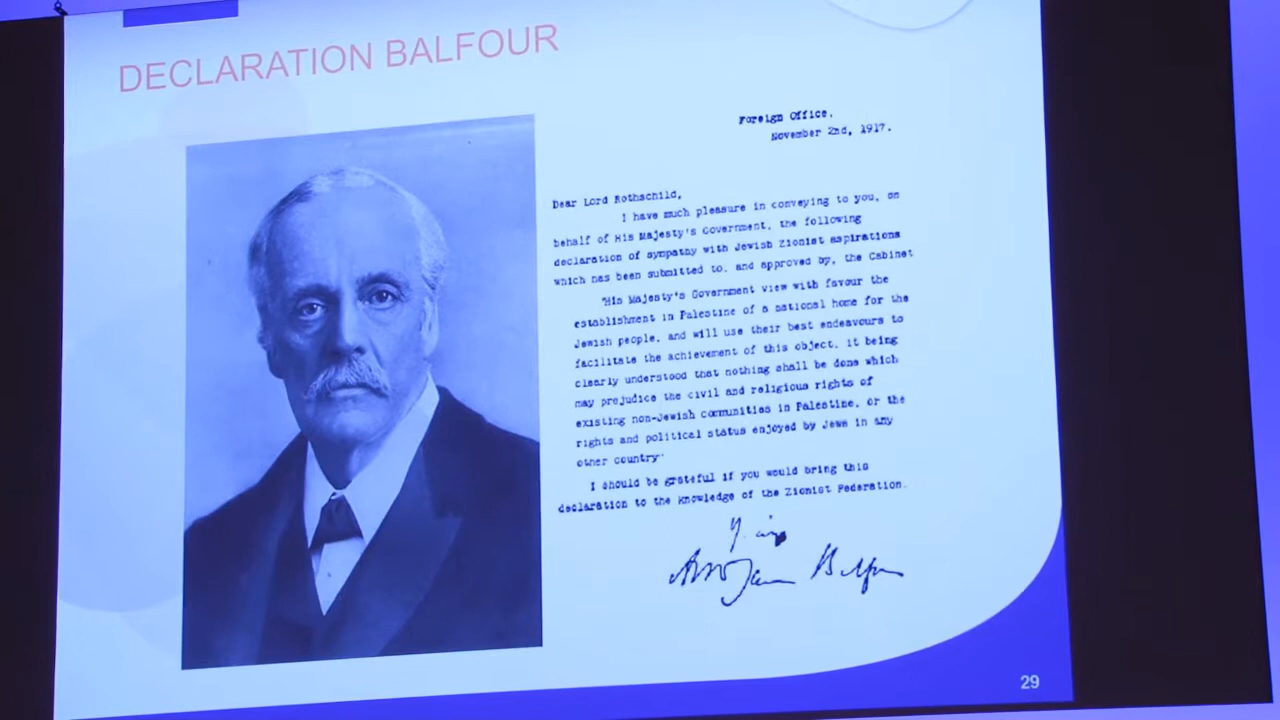 DECLARATION BALFOUR
Foreign Office,
November 2nd, 1917.
Dear Lord Rothschild,
I have much pleasure in conveying to you, on
behalf of His Majesty's Government, the following
declaration of sympathy with Jewish Zionist aspirations
which has been submitted to, and approved by, the Cabinet
"His Majesty's Government view with favour the
establishment in Palestine of a national home for the
Jewish people, and will use their best endeavours to
facilitate the achievement of this object, it being
clearly understood that nothing shall be done which
may prejudice the civil and religious rights of
existing non-Jewish communities in Palestine, or the
rights and political status enjoyed by Jews in any
other country"
I should be grateful if you would bring this
declaration to the knowledge of the Zionist Federation.
Balfour
29